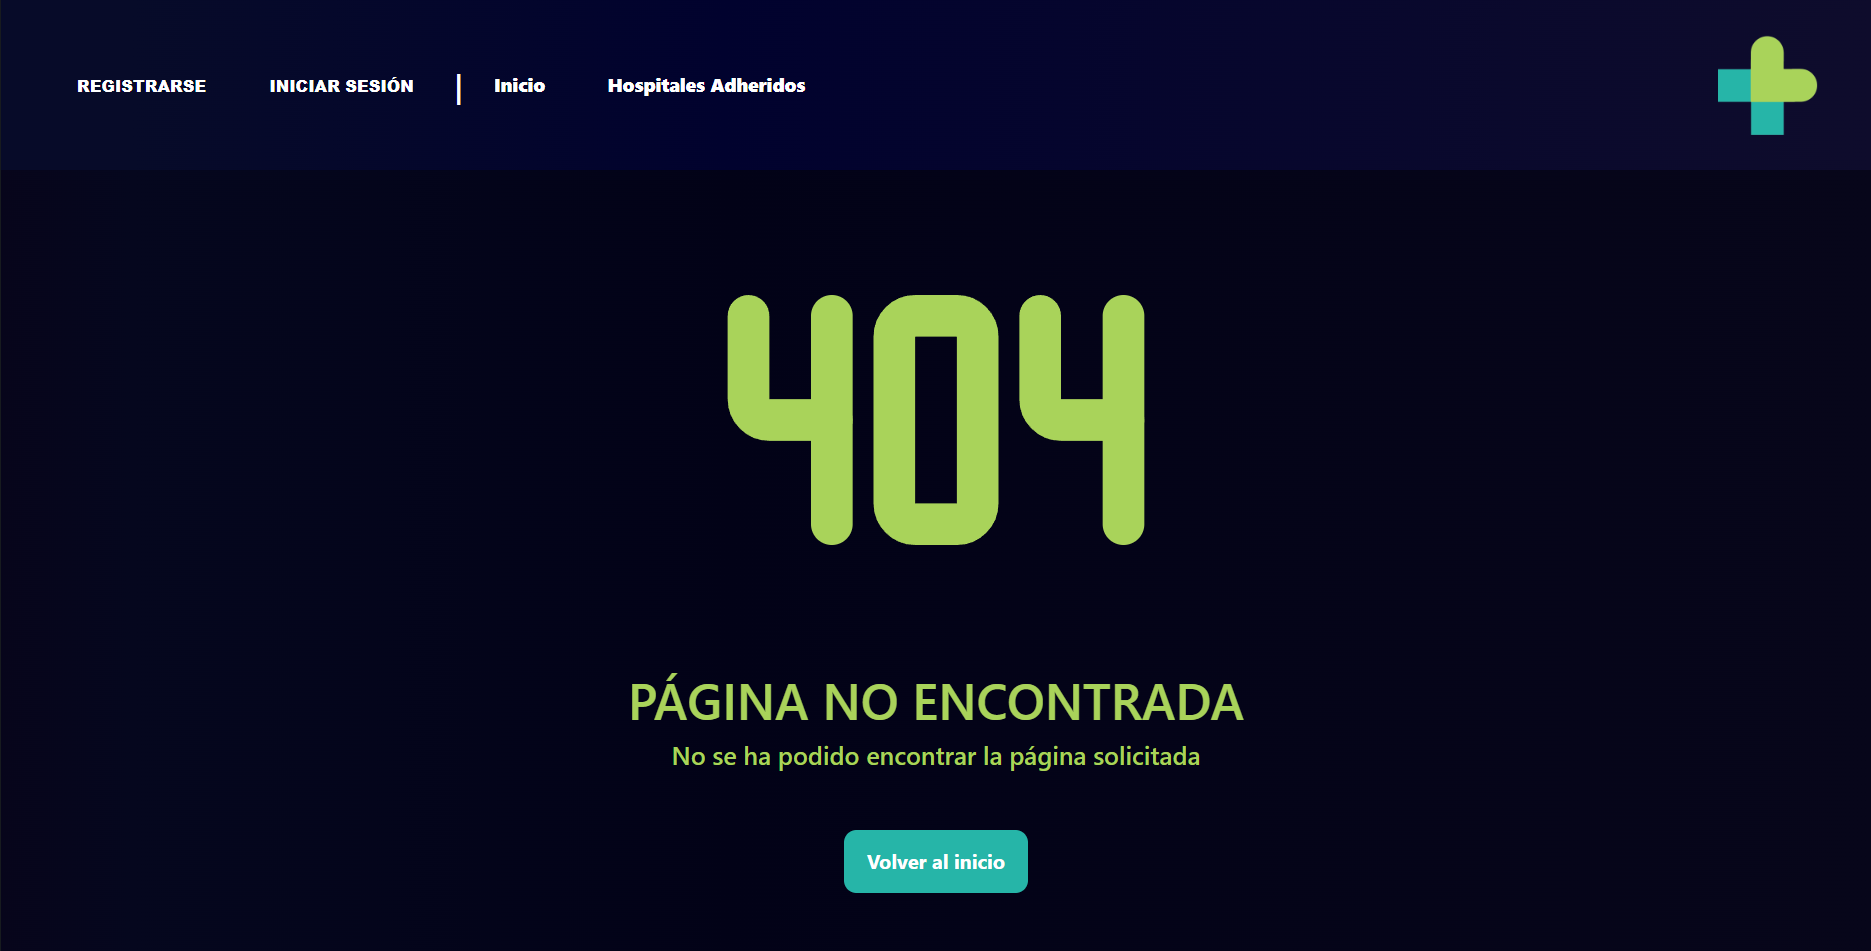 REGISTRARSE INICIAR SESIÓN | Inicio Hospitales Adheridos
404
PÁGINA NO ENCONTRADA
No se ha podido encontrar la página solicitada
Volver al inicio